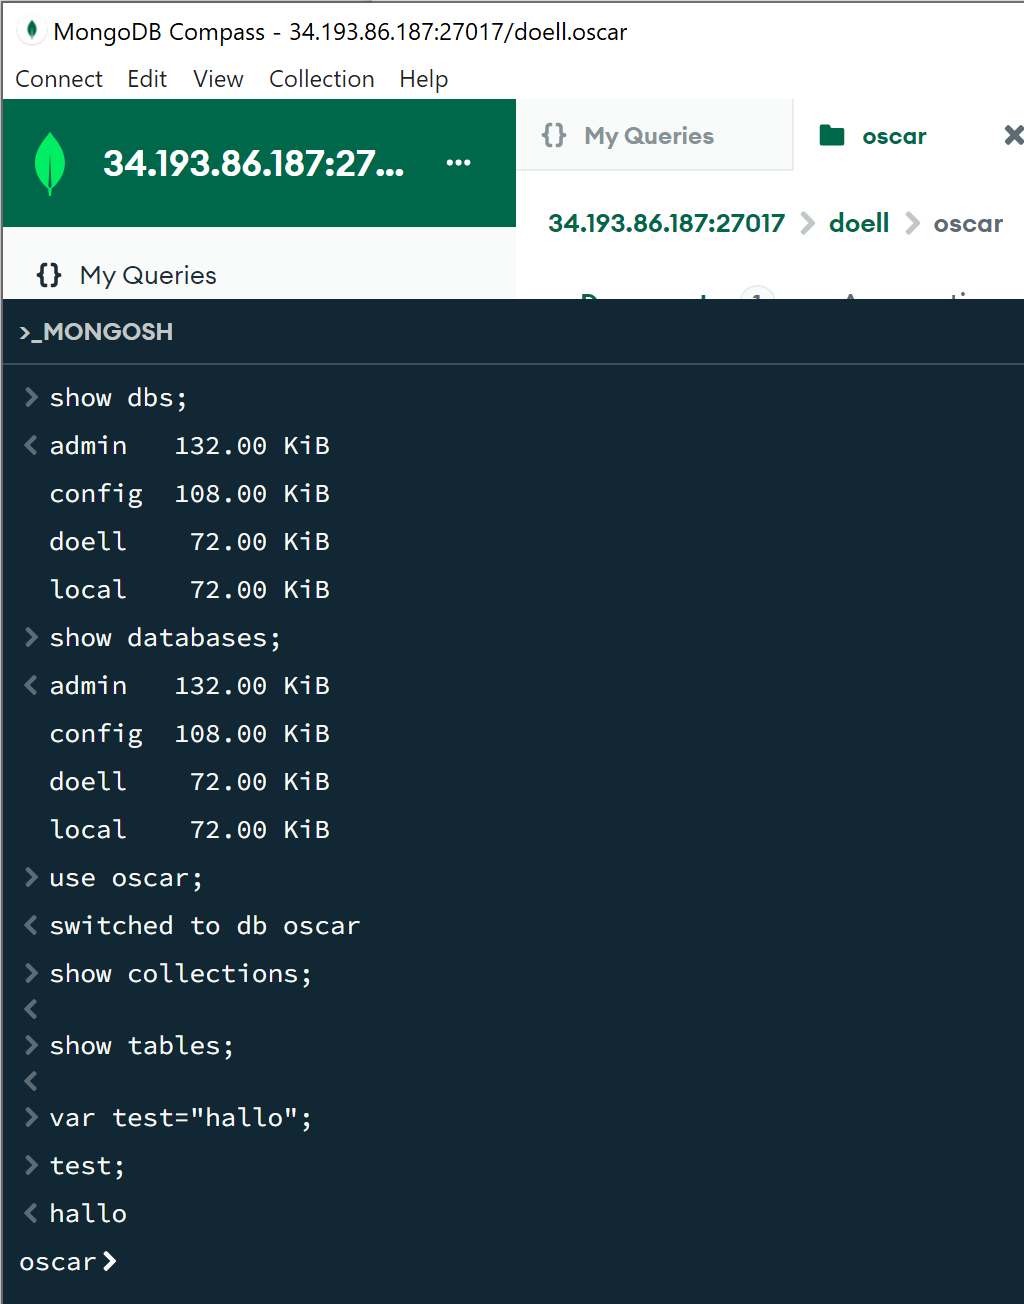 MongoDB Compass - 34.193.86.187:27017/doell.oscar
Connect Edit View Collection Help
34.193.86.187:27... ...
{} My Queries
oscar
34.193.86.187:27017 > doell > oscar
{} My Queries
>_MONGOSH
> show dbs;
< admin 132.00 KiB
config 108.00 KiB
doell 72.00 KiB
local 72.00 KiB
> show databases;
< admin 132.00 KiB
config 108.00 KiB
doell 72.00 KiB
local 72.00 KiB
> use oscar;
< switched to db oscar
> show collections;
<
> show tables;
<
> var test="hallo";
> test;
< hallo
oscar>